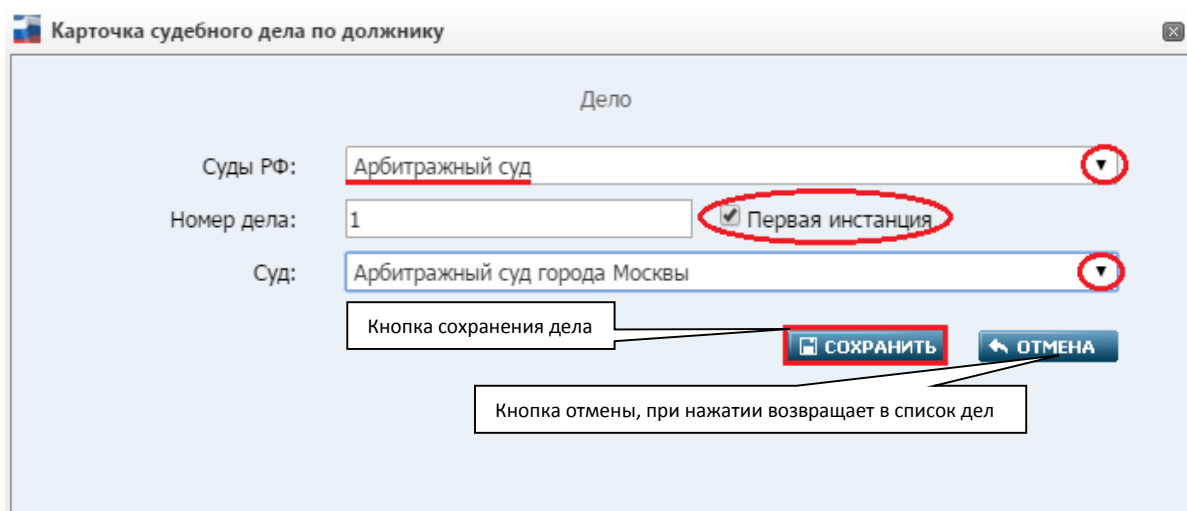 Карточка судебного дела по должнику
Дело
Суды РФ: Арбитражный суд
Номер дела: 1 Первая инстанция
Суд: Арбитражный суд города Москвы
Кнопка сохранения дела
СОХРАНИТЬ ОТМЕНА
Кнопка отмены, при нажатии возвращает в список дел